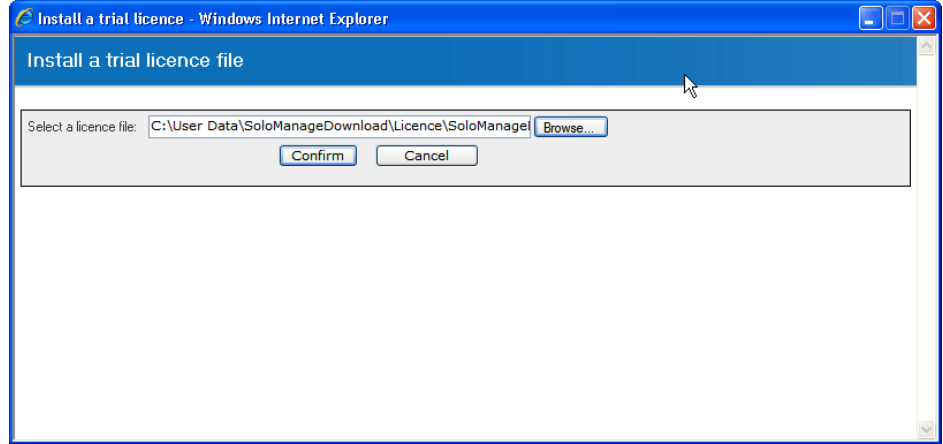 Install a trial licence - Windows Internet Explorer
Install a trial licence file
Select a licence file: C:\User Data\SoloManageDownload\Licence\SoloManage Browse...
Confirm Cancel